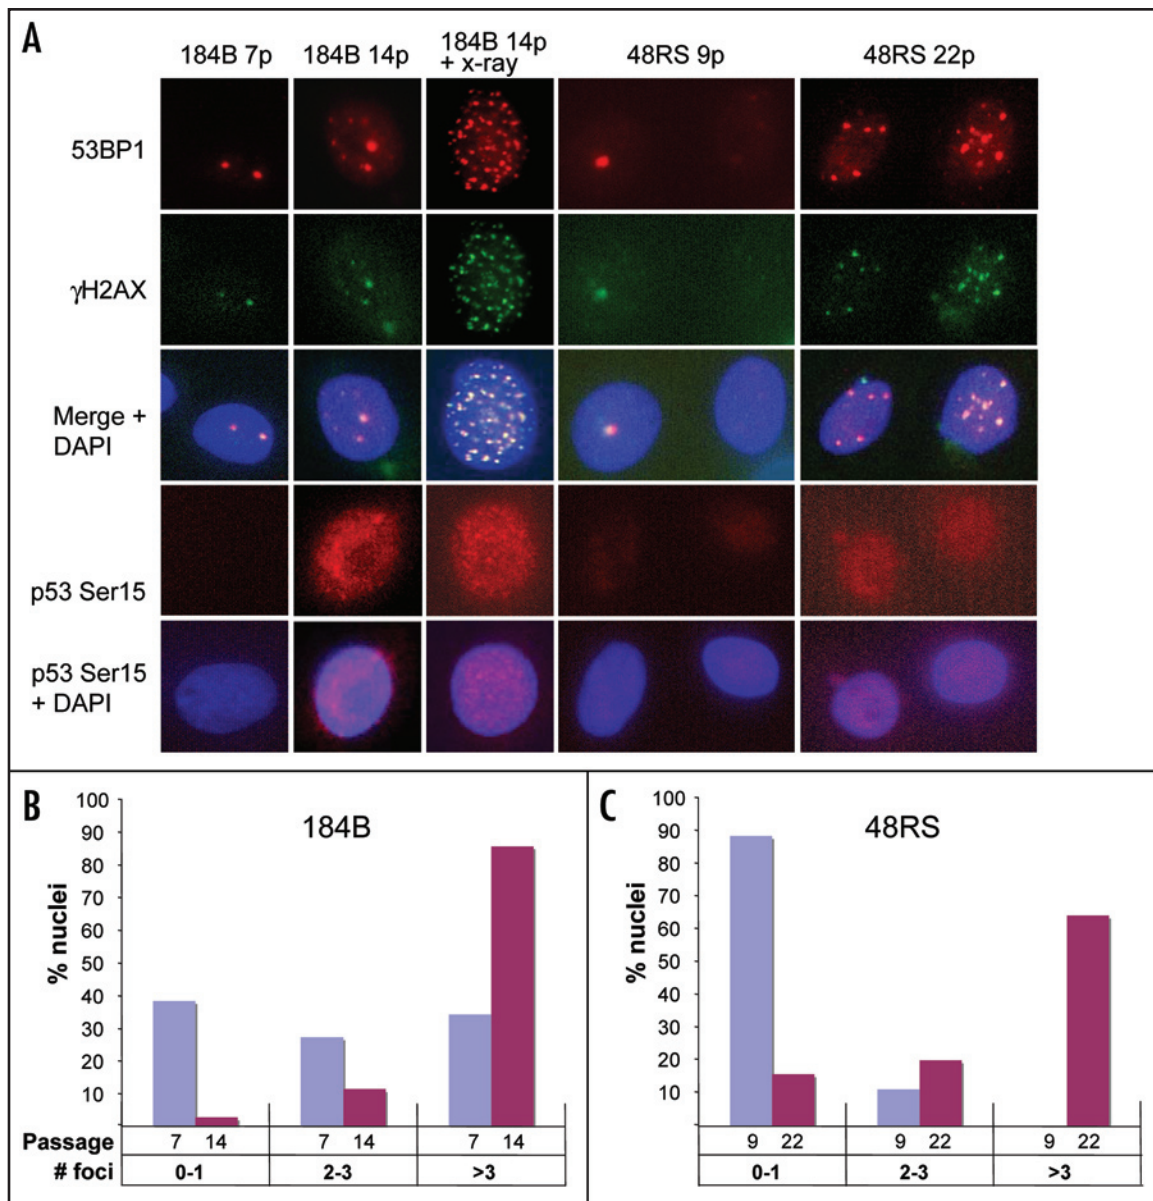 A
184B 7p 184B 14p 184B 14p + x-ray 48RS 9p 48RS 22p
53BP1
γH2AX
Merge +
DAPI
p53 Ser15
p53 Ser15
+ DAPI
B
184B
% nuclei
100
90
80
70
60
50
40
30
20
10
Passage 7 14 7 14 7 14
# foci 0-1 2-3 >3
C
48RS
% nuclei
100
90
80
70
60
50
40
30
20
10
9 22 9 22 9 22
0-1 2-3 >3